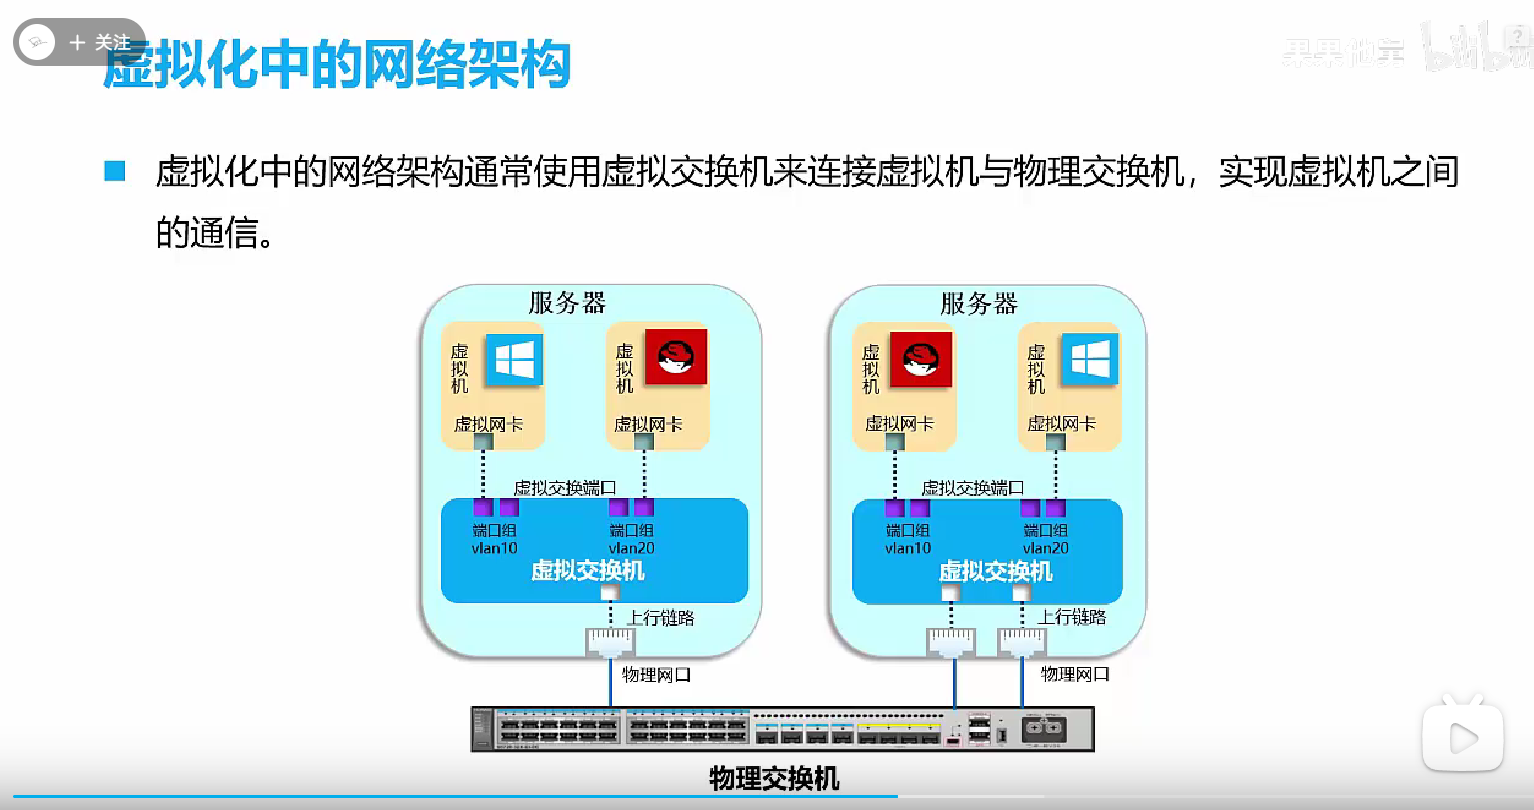 + 关注
虚拟化中的网络架构
bilibili
虚拟化中的网络架构通常使用虚拟交换机来连接虚拟机与物理交换机，实现虚拟机之间
的通信。
服务器
虚拟机
虚拟网卡
虚拟机
虚拟网卡
虚拟交换端口
端口组
vlan10
端口组
vlan20
虚拟交换机
上行链路
物理网口
服务器
虚拟机
虚拟网卡
虚拟机
虚拟网卡
虚拟交换端口
端口组
vlan10
端口组
vlan20
虚拟交换机
上行链路
物理网口
物理交换机